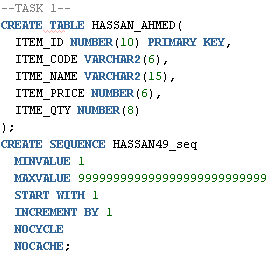 --TASK 1--
CREATE TABLE HASSAN_AHMED(
ITEM_ID NUMBER(10) PRIMARY KEY,
ITEM_CODE VARCHAR2(6),
ITME_NAME VARCHAR2(15),
ITEM_PRICE NUMBER(6),
ITME_QTY NUMBER(8)
);
CREATE SEQUENCE HASSAN49_seq
MINVALUE 1
MAXVALUE 999999999999999999999999999
START WITH 1
INCREMENT BY 1
NOCYCLE
NOCACHE;